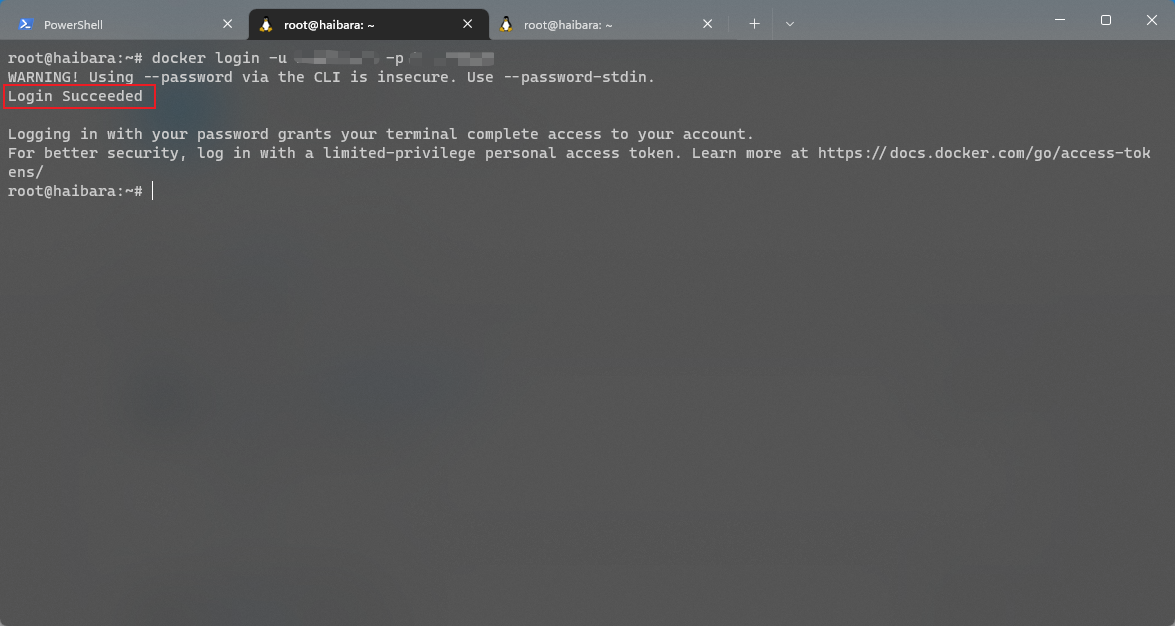 PowerShell
root@haibara: ~
root@haibara: ~
root@haibara:~# docker login -u -p
WARNING! Using --password via the CLI is insecure. Use --password-stdin.
Login Succeeded
Logging in with your password grants your terminal complete access to your account.
For better security, log in with a limited-privilege personal access token. Learn more at https://docs.docker.com/go/access-tok
ens/
root@haibara:~#